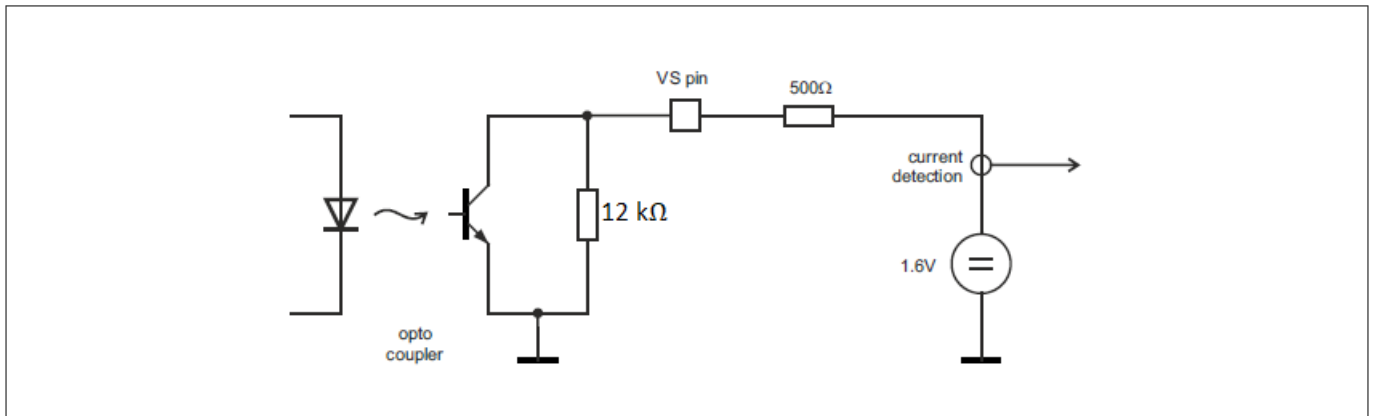 VS pin
500Ω
current
detection
12 kΩ
1.6V
opto
coupler